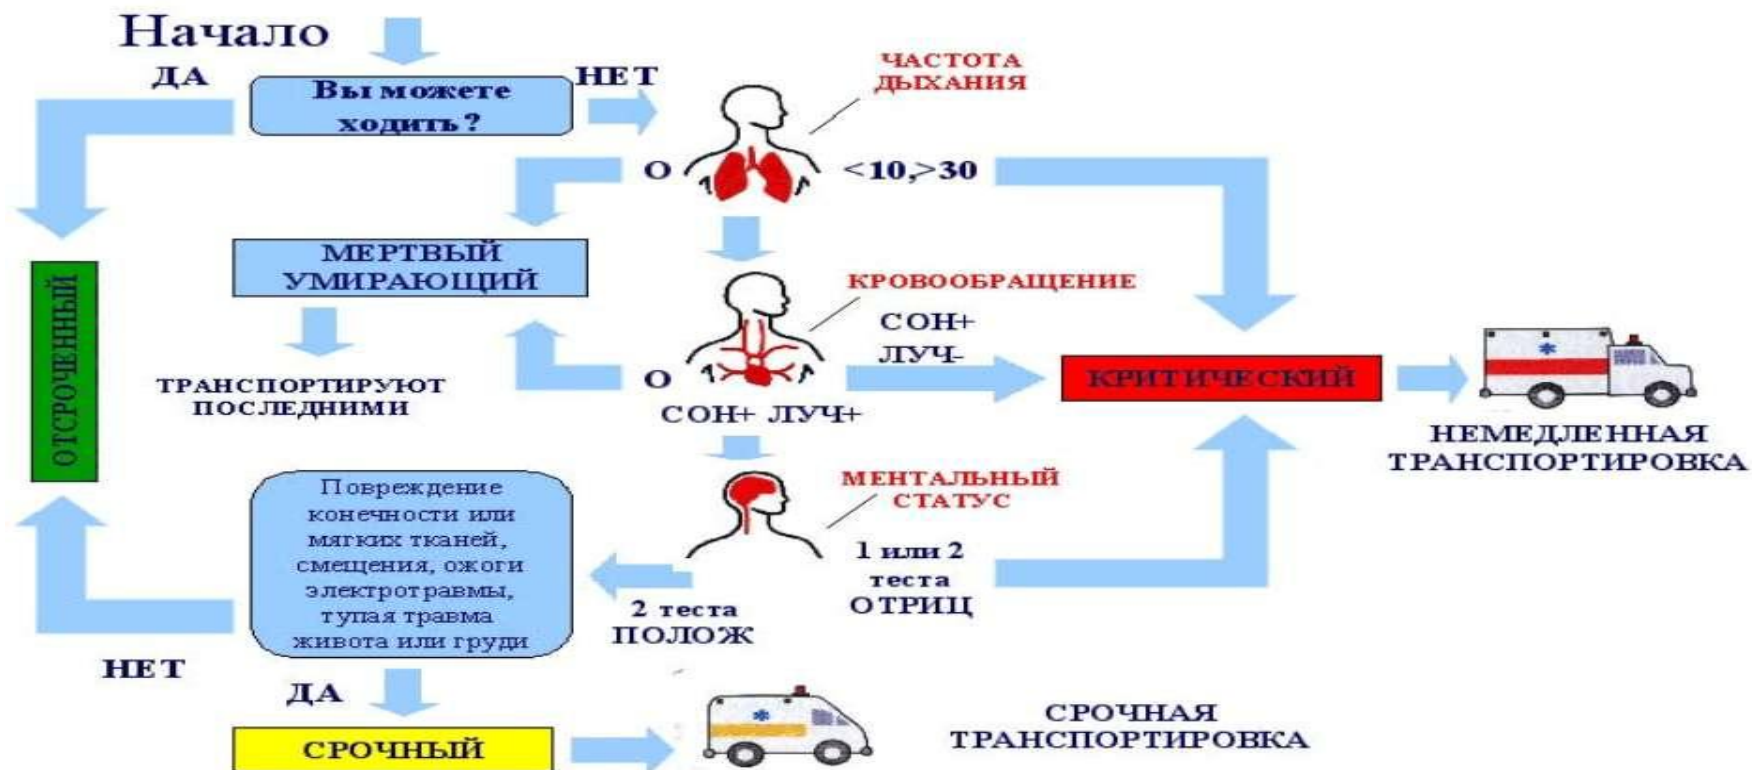 Начало
ДА
Вы можете
ходить?
НЕТ
ЧАСТОТА
ДЫХАНИЯ
О
<10,>30
МЕРТВЫЙ
УМИРАЮЩИЙ
КРОВООБРАЩЕНИЕ
СОН+
ЛУЧ-
О
СОН+ ЛУЧ+
ТРАНСПОРТИРУЮТ
ПОСЛЕДНИМИ
ОТСРОЧЕННЫЙ
КРИТИЧЕСКИЙ
НЕМЕДЛЕННАЯ
ТРАНСПОРТИРОВКА
МЕНТАЛЬНЫЙ
СТАТУС
1 или 2
теста
ОТРИЦ
2 теста
ПОЛОЖ
Повреждение
конечности или
мягких тканей,
смещения, ожоги
электротравмы,
тупая травма
живота или груди
НЕТ
ДА
СРОЧНЫЙ
СРОЧНАЯ
ТРАНСПОРТИРОВКА